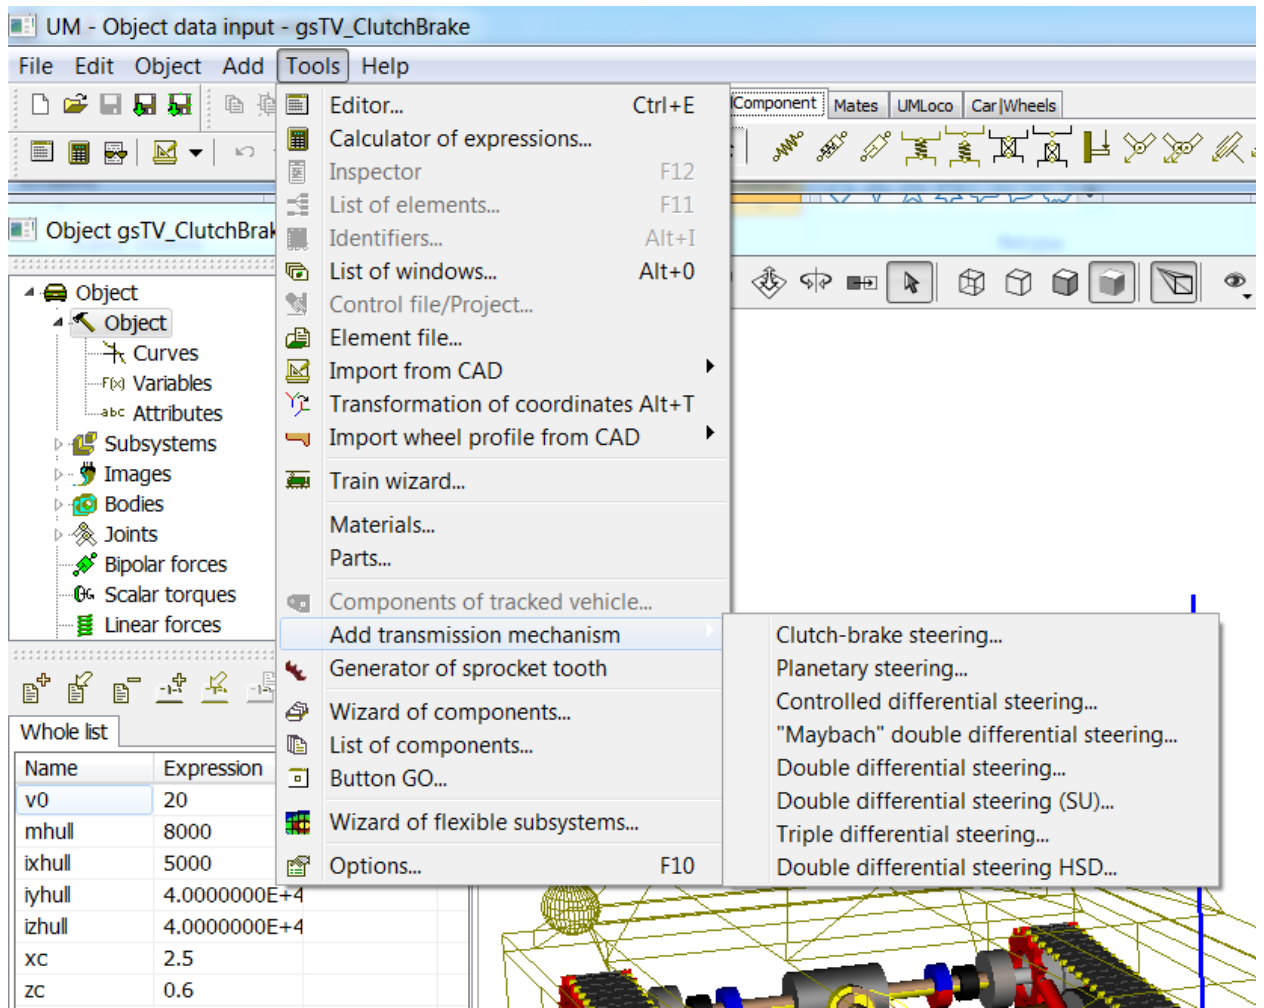 UM - Object data input - gsTV_ClutchBrake
File Edit Object Add Tools Help
Component Mates UMLoco Car|Wheels
Editor... Ctrl+E
Calculator of expressions...
Inspector F12
List of elements... F11
Identifiers... Alt+I
List of windows... Alt+0
Control file/Project...
Element file...
Import from CAD
Transformation of coordinates Alt+T
Import wheel profile from CAD
Train wizard...
Materials...
Parts...
Components of tracked vehicle...
Add transmission mechanism
Generator of sprocket tooth
Wizard of components...
List of components...
Button GO...
Wizard of flexible subsystems...
Options... F10
Clutch-brake steering...
Planetary steering...
Controlled differential steering...
"Maybach" double differential steering...
Double differential steering...
Double differential steering (SU)...
Triple differential steering...
Double differential steering HSD...
Object gsTV_ClutchBrak
Object
Object
Curves
F(x) Variables
abc Attributes
Subsystems
Images
Bodies
Joints
Bipolar forces
Scalar torques
Linear forces
Whole list
Name Expression
v0 20
mhull 8000
ixhull 5000
iyhull 4.0000000E+4
izhull 4.0000000E+4
xc 2.5
zc 0.6